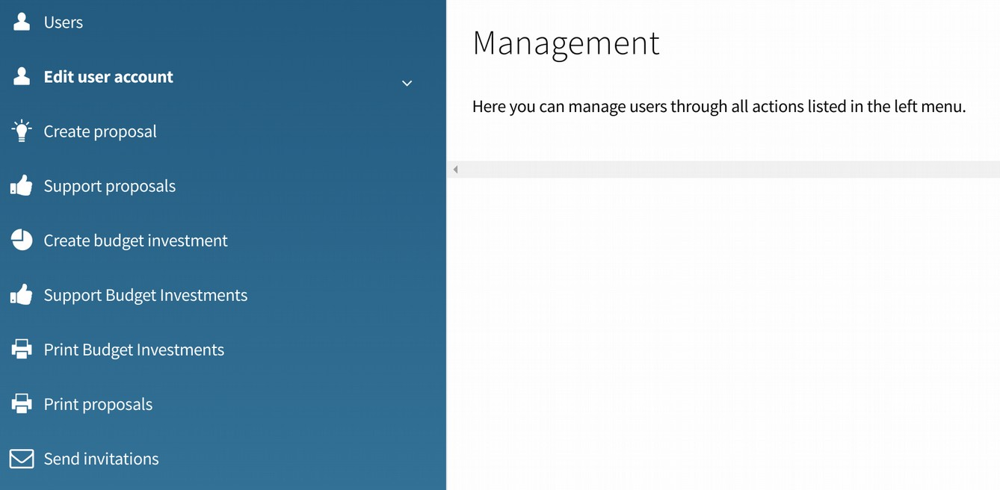 Users
Edit user account
Create proposal
Support proposals
Create budget investment
Support Budget Investments
Print Budget Investments
Print proposals
Send invitations
Management
Here you can manage users through all actions listed in the left menu.